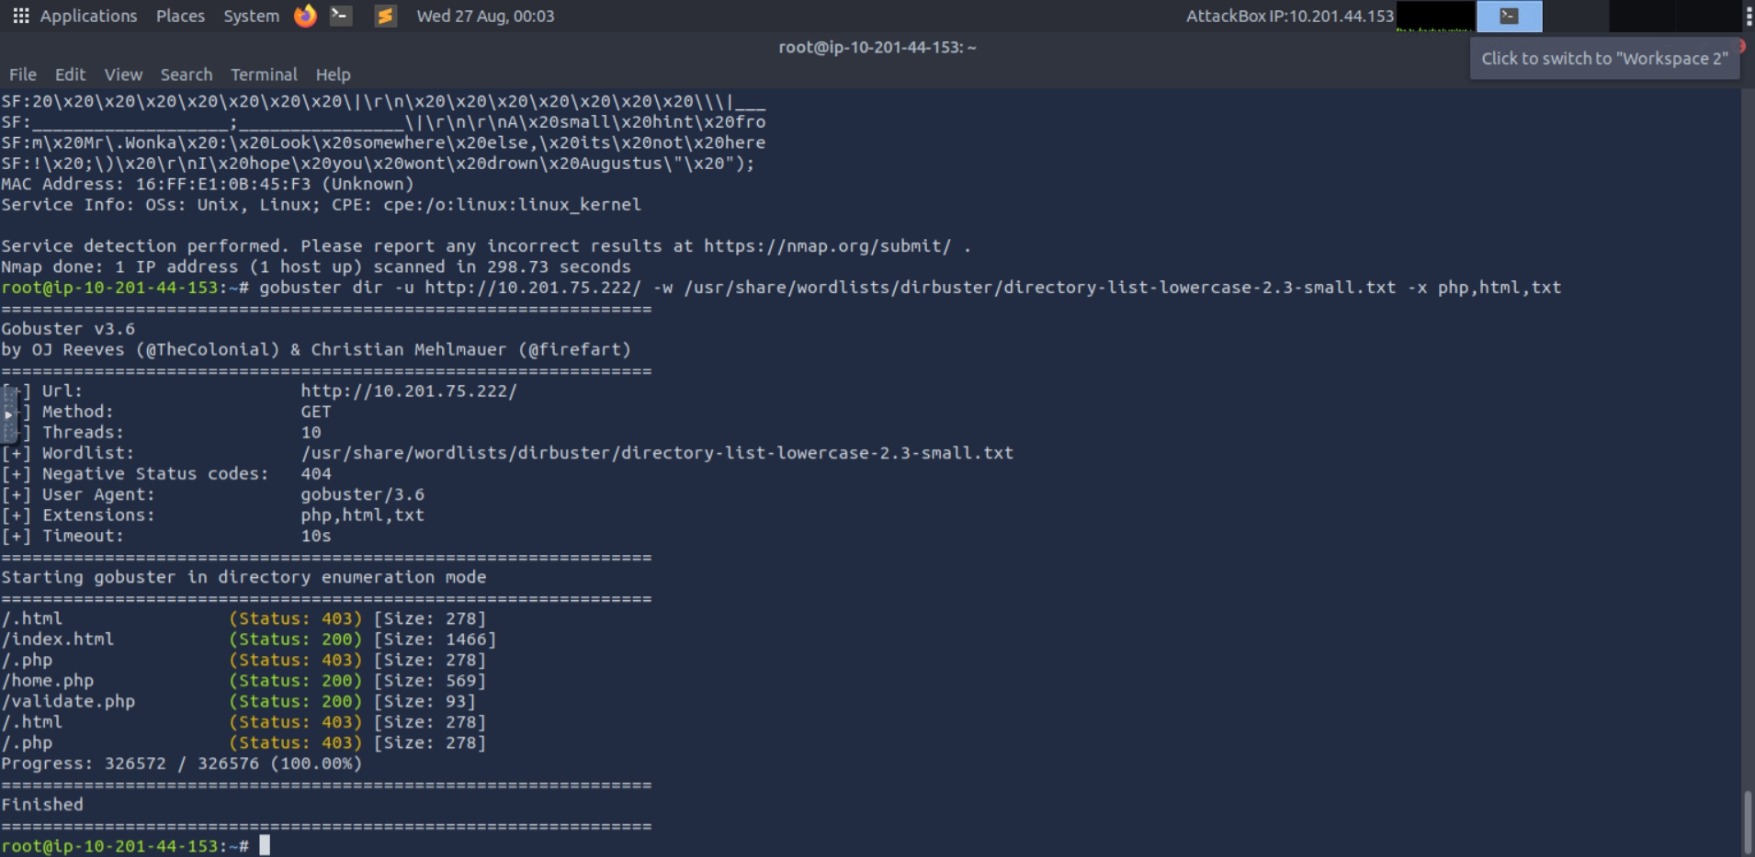 Applications Places System Wed 27 Aug, 00:03 AttackBox IP:10.201.44.153
root@ip-10-201-44-153: ~
Click to switch to "Workspace 2"
File Edit View Search Terminal Help
SF:20\x20\x20\x20\x20\x20\x20\x20\|\r\n\x20\x20\x20\x20\x20\x20\x20\\\|___
SF:___________________;________________\|\r\n\r\nA\x20small\x20hint\x20fro
SF:m\x20Mr\.Wonka\x20:\x20Look\x20somewhere\x20else,\x20its\x20not\x20here
SF:!\x20;\)\x20\r\nI\x20hope\x20you\x20wont\x20drown\x20Augustus\"\x20");
MAC Address: 16:FF:E1:0B:45:F3 (Unknown)
Service Info: OSs: Unix, Linux; CPE: cpe:/o:linux:linux_kernel
Service detection performed. Please report any incorrect results at https://nmap.org/submit/ .
Nmap done: 1 IP address (1 host up) scanned in 298.73 seconds
root@ip-10-201-44-153:~# gobuster dir -u http://10.201.75.222/ -w /usr/share/wordlists/dirbuster/directory-list-lowercase-2.3-small.txt -x php,html,txt
===============================================================
Gobuster v3.6
by OJ Reeves (@TheColonial) & Christian Mehlmauer (@firefart)
===============================================================
[+] Url: http://10.201.75.222/
[+] Method: GET
[+] Threads: 10
[+] Wordlist: /usr/share/wordlists/dirbuster/directory-list-lowercase-2.3-small.txt
[+] Negative Status codes: 404
[+] User Agent: gobuster/3.6
[+] Extensions: php,html,txt
[+] Timeout: 10s
===============================================================
Starting gobuster in directory enumeration mode
===============================================================
/.html (Status: 403) [Size: 278]
/index.html (Status: 200) [Size: 1466]
/.php (Status: 403) [Size: 278]
/home.php (Status: 200) [Size: 569]
/validate.php (Status: 200) [Size: 93]
/.html (Status: 403) [Size: 278]
/.php (Status: 403) [Size: 278]
Progress: 326572 / 326576 (100.00%)
===============================================================
Finished
===============================================================
root@ip-10-201-44-153:~#